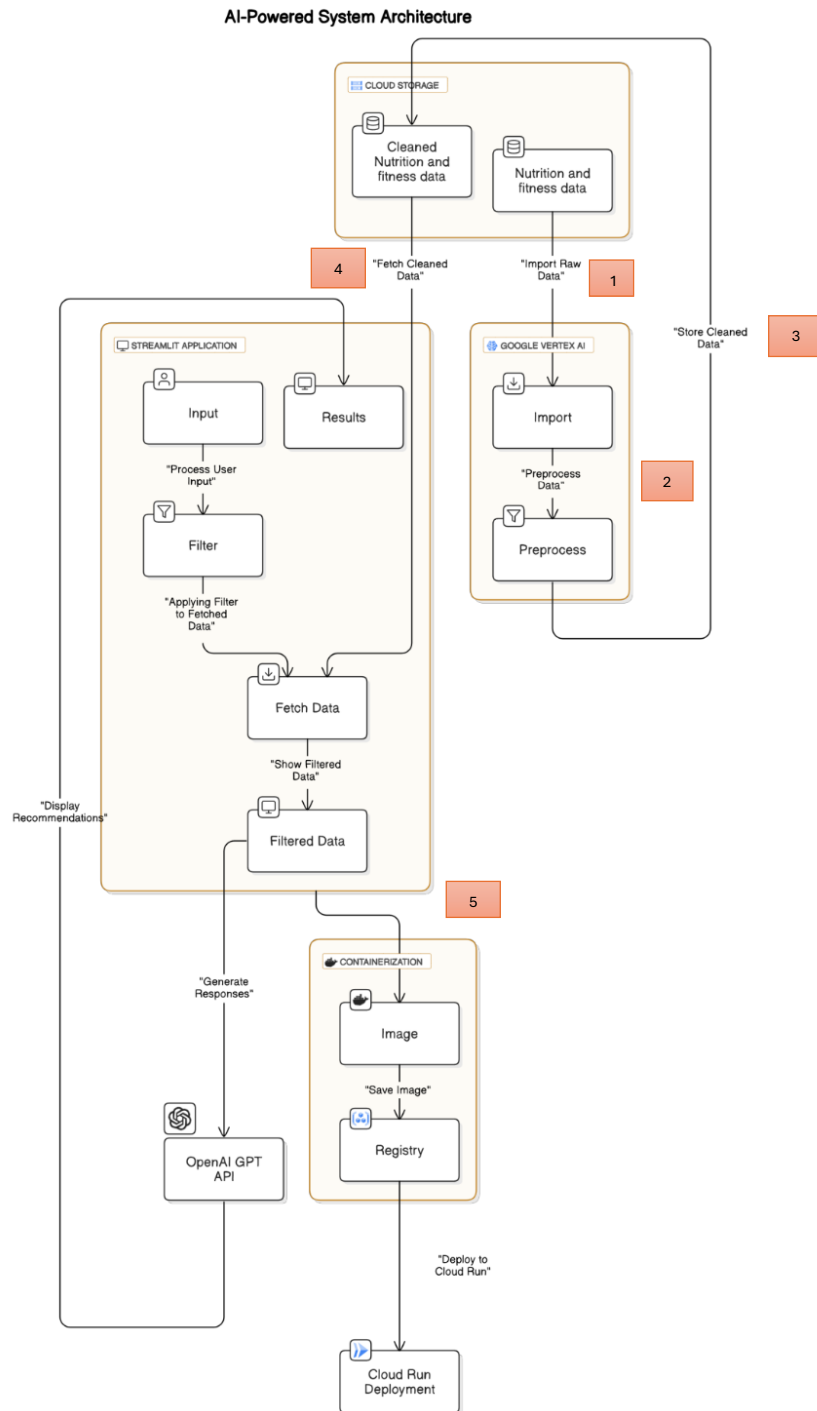 AI-Powered System Architecture
CLOUD STORAGE
Cleaned
Nutrition and
fitness data
Nutrition and
fitness data
4
"Fetch Cleaned
Data"
"Import Raw
Data"
1
"Store Cleaned
Data"
3
STREAMLIT APPLICATION
GOOGLE VERTEX AI
Input
Results
Import
"Process User
Input"
"Preprocess
Data"
2
Filter
Preprocess
"Applying Filter
to Fetched
Data"
Fetch Data
"Show Filtered
Data"
"Display
Recommendations"
Filtered Data
5
CONTAINERIZATION
"Generate
Responses"
Image
"Save Image"
Registry
OpenAI GPT
API
"Deploy to
Cloud Run"
Cloud Run
Deployment